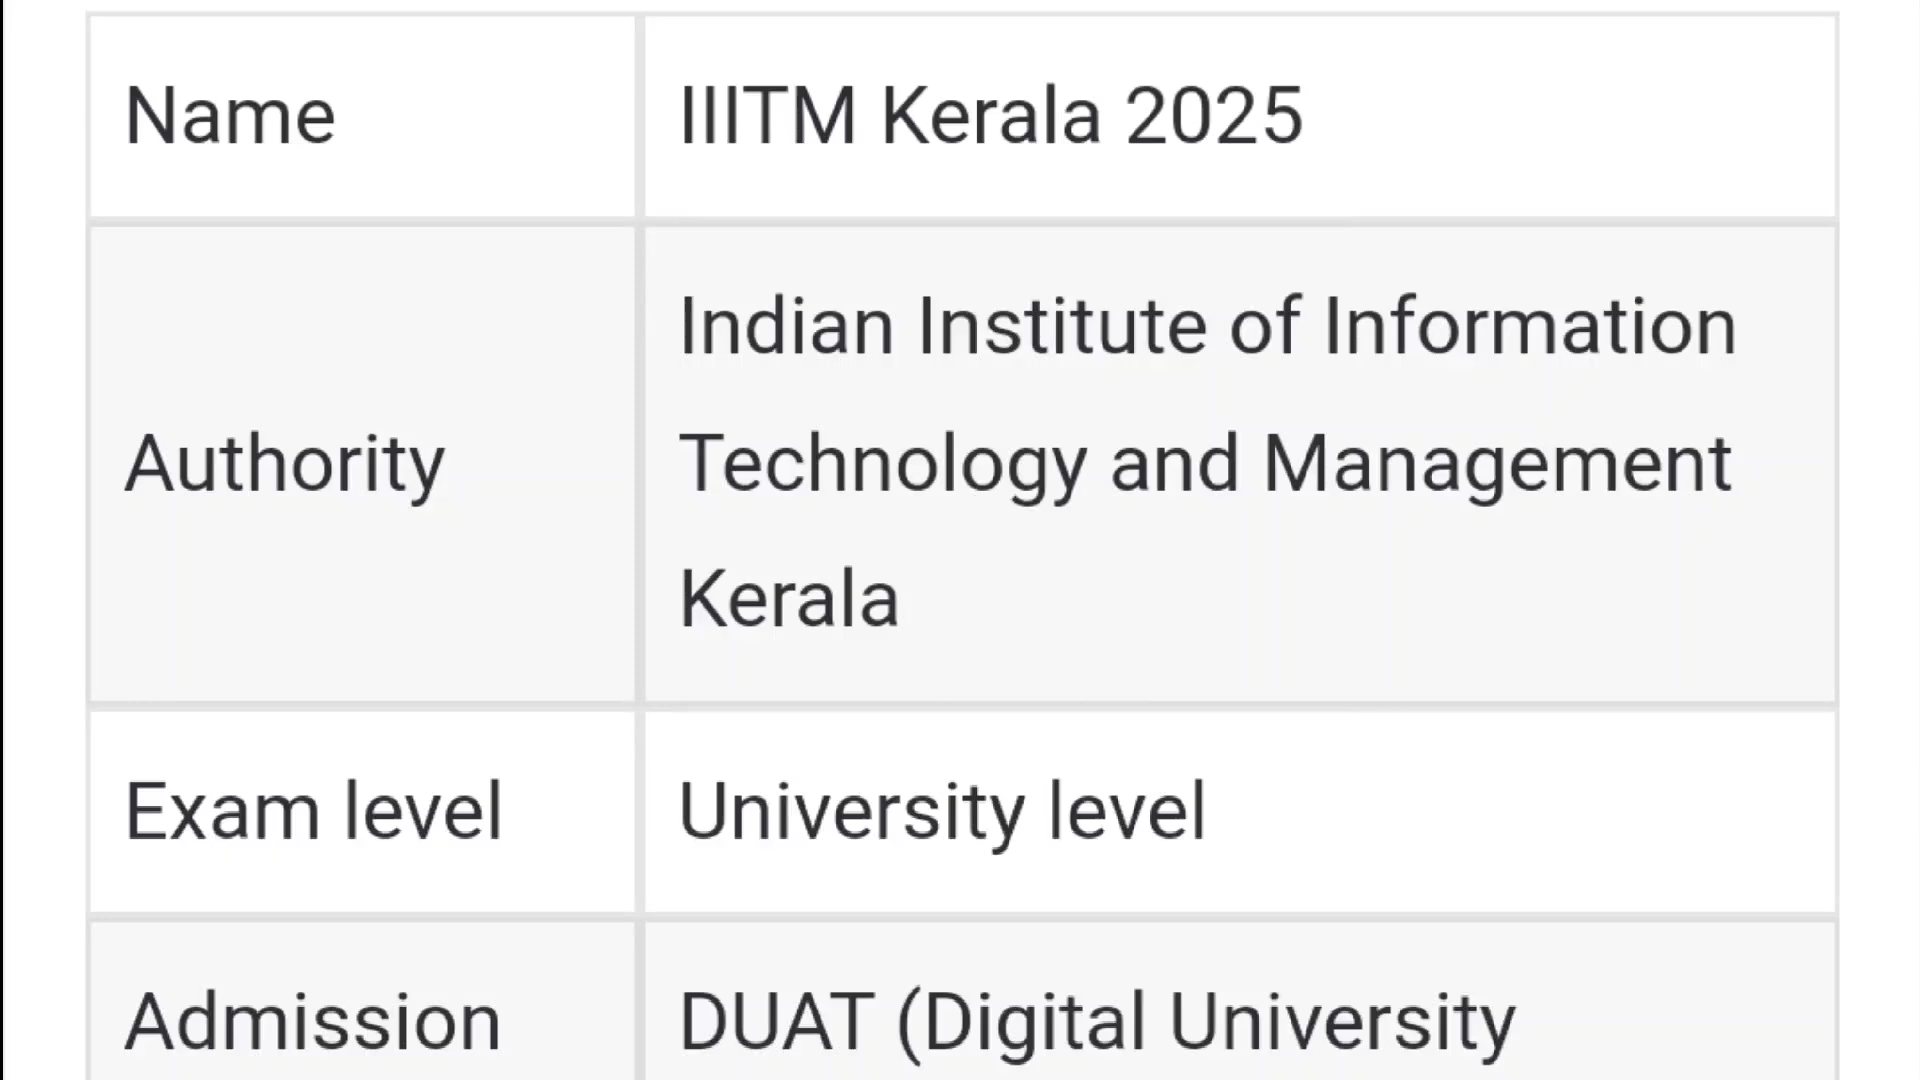 Name
IIITM Kerala 2025
Authority
Indian Institute of Information
Technology and Management
Kerala
Exam level
University level
Admission
DUAT (Digital University